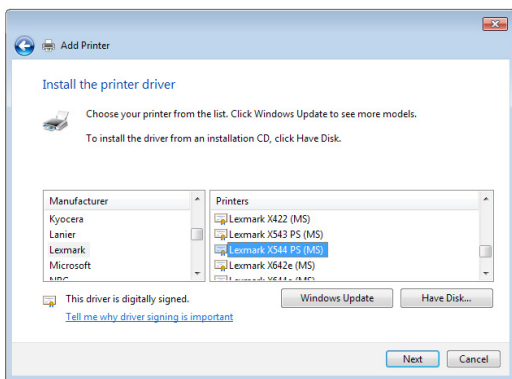 Add Printer
Install the printer driver
Choose your printer from the list. Click Windows Update to see more models.
To install the driver from an installation CD, click Have Disk.
Manufacturer
Kyocera
Lanier
Lexmark
Microsoft
Printers
Lexmark X422 (MS)
Lexmark X543 PS (MS)
Lexmark X544 PS (MS)
Lexmark X642e (MS)
This driver is digitally signed.
Tell me why driver signing is important
Windows Update
Have Disk...
Next
Cancel